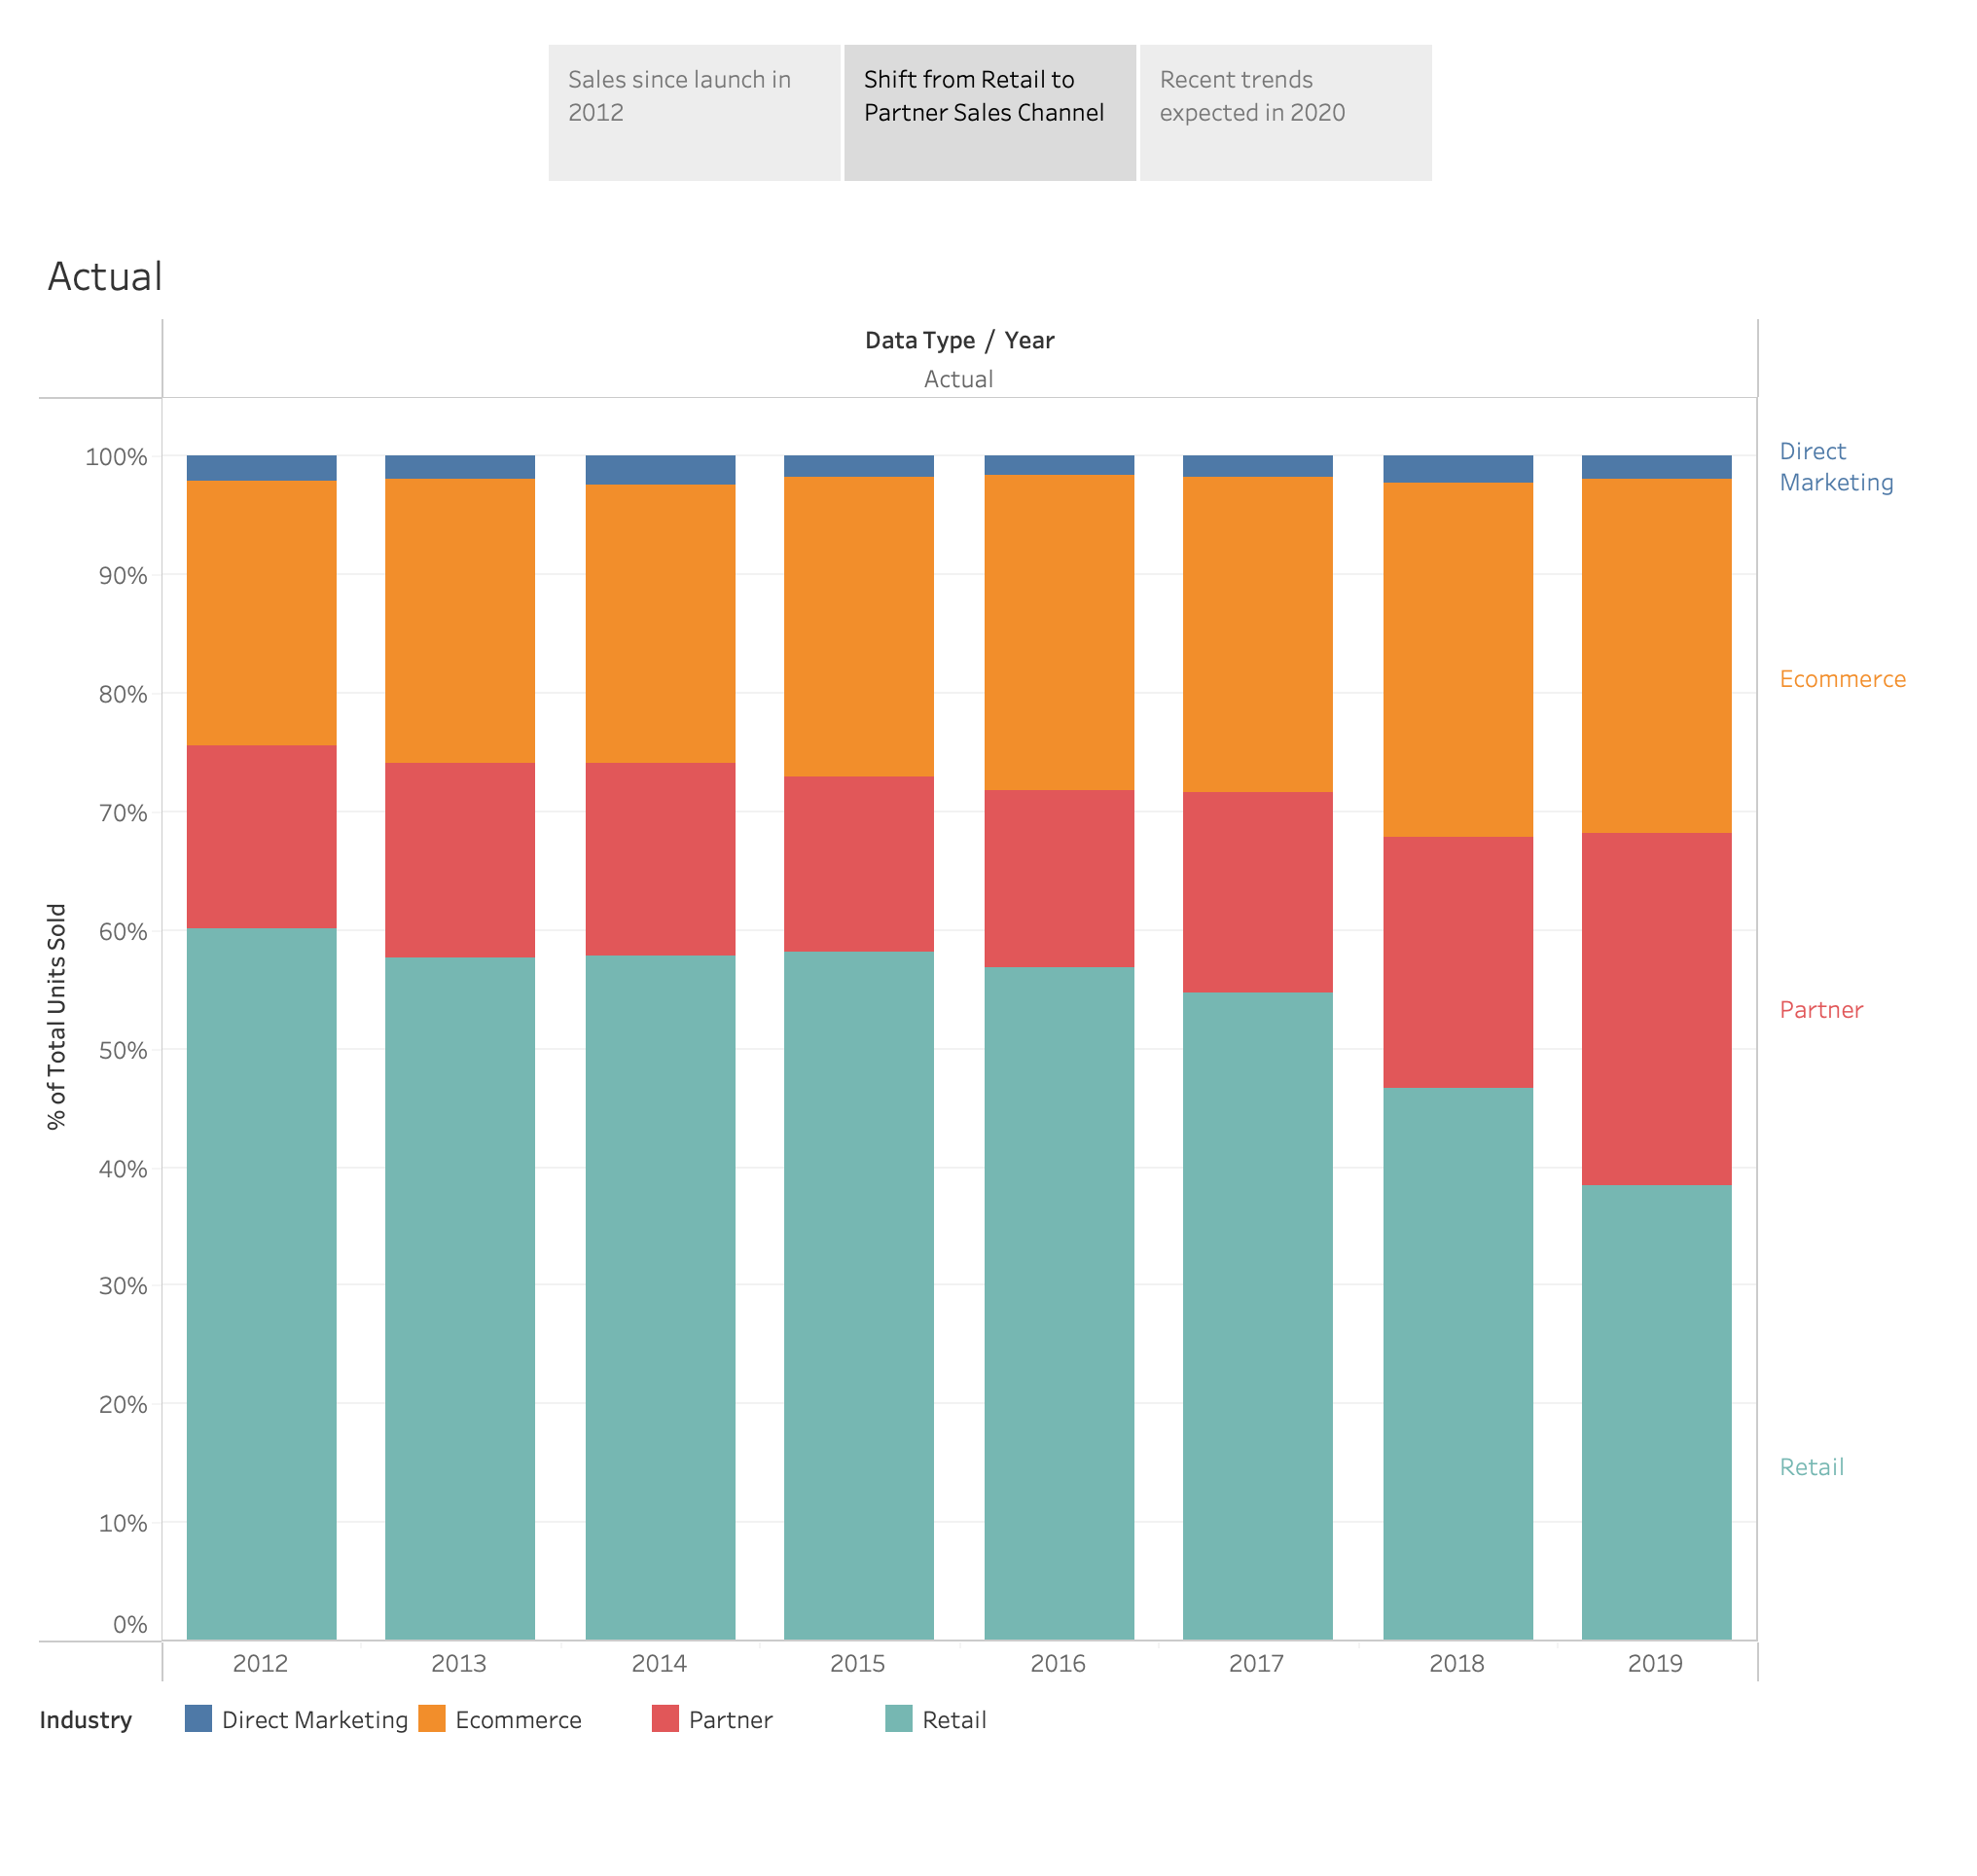 Sales since launch in
2012
Shift from Retail to
Partner Sales Channel
Recent trends
expected in 2020
Actual
Data Type / Year
Actual
% of Total Units Sold
100%
90%
80%
70%
60%
50%
40%
30%
20%
10%
0%
Direct
Marketing
Ecommerce
Partner
Retail
2012 2013 2014 2015 2016 2017 2018 2019
Industry Direct Marketing Ecommerce Partner Retail